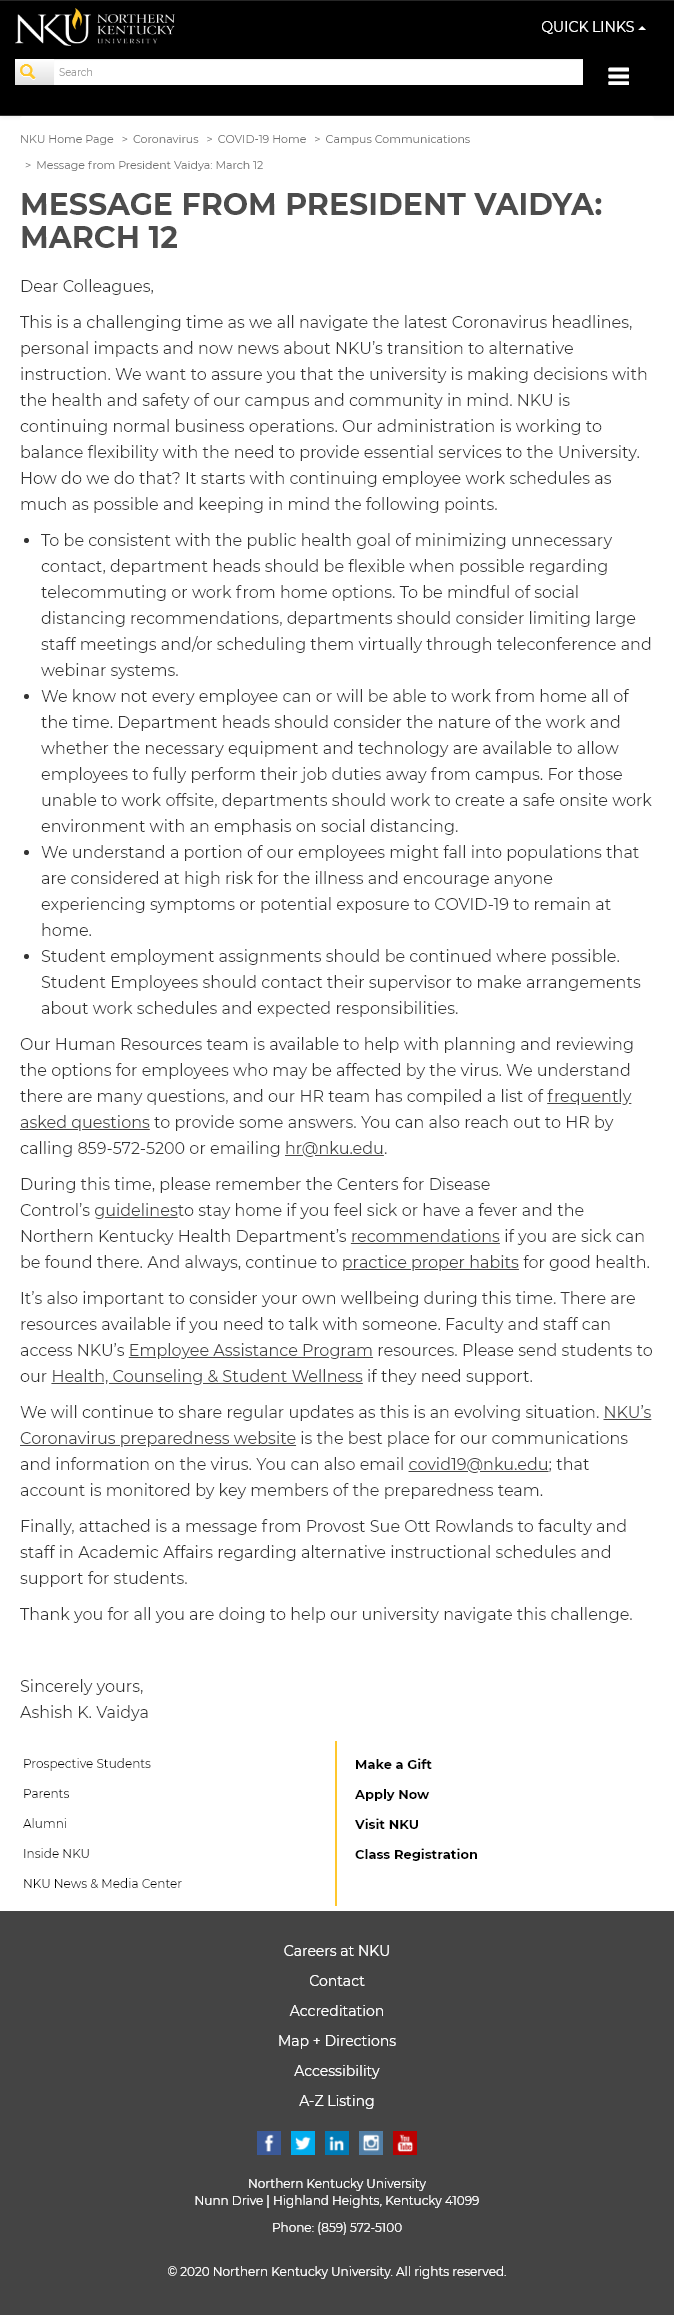 NKU NORTHERN
KENTUCKY
UNIVERSITY
QUICK LINKS
Search
NKU Home Page > Coronavirus > COVID-19 Home > Campus Communications
> Message from President Vaidya: March 12
MESSAGE FROM PRESIDENT VAIDYA:
MARCH 12
Dear Colleagues,
This is a challenging time as we all navigate the latest Coronavirus headlines,
personal impacts and now news about NKU’s transition to alternative
instruction. We want to assure you that the university is making decisions with
the health and safety of our campus and community in mind. NKU is
continuing normal business operations. Our administration is working to
balance flexibility with the need to provide essential services to the University.
How do we do that? It starts with continuing employee work schedules as
much as possible and keeping in mind the following points.
• To be consistent with the public health goal of minimizing unnecessary
contact, department heads should be flexible when possible regarding
telecommuting or work from home options. To be mindful of social
distancing recommendations, departments should consider limiting large
staff meetings and/or scheduling them virtually through teleconference and
webinar systems.
• We know not every employee can or will be able to work from home all of
the time. Department heads should consider the nature of the work and
whether the necessary equipment and technology are available to allow
employees to fully perform their job duties away from campus. For those
unable to work offsite, departments should work to create a safe onsite work
environment with an emphasis on social distancing.
• We understand a portion of our employees might fall into populations that
are considered at high risk for the illness and encourage anyone
experiencing symptoms or potential exposure to COVID-19 to remain at
home.
• Student employment assignments should be continued where possible.
Student Employees should contact their supervisor to make arrangements
about work schedules and expected responsibilities.
Our Human Resources team is available to help with planning and reviewing
the options for employees who may be affected by the virus. We understand
there are many questions, and our HR team has compiled a list of frequently
asked questions to provide some answers. You can also reach out to HR by
calling 859-572-5200 or emailing hr@nku.edu.
During this time, please remember the Centers for Disease
Control’s guidelinesto stay home if you feel sick or have a fever and the
Northern Kentucky Health Department’s recommendations if you are sick can
be found there. And always, continue to practice proper habits for good health.
It’s also important to consider your own wellbeing during this time. There are
resources available if you need to talk with someone. Faculty and staff can
access NKU’s Employee Assistance Program resources. Please send students to
our Health, Counseling & Student Wellness if they need support.
We will continue to share regular updates as this is an evolving situation. NKU’s
Coronavirus preparedness website is the best place for our communications
and information on the virus. You can also email covid19@nku.edu; that
account is monitored by key members of the preparedness team.
Finally, attached is a message from Provost Sue Ott Rowlands to faculty and
staff in Academic Affairs regarding alternative instructional schedules and
support for students.
Thank you for all you are doing to help our university navigate this challenge.
Sincerely yours,
Ashish K. Vaidya
Prospective Students
Parents
Alumni
Inside NKU
NKU News & Media Center
Make a Gift
Apply Now
Visit NKU
Class Registration
Careers at NKU
Contact
Accreditation
Map + Directions
Accessibility
A-Z Listing
Northern Kentucky University
Nunn Drive | Highland Heights, Kentucky 41099
Phone: (859) 572-5100
© 2020 Northern Kentucky University. All rights reserved.